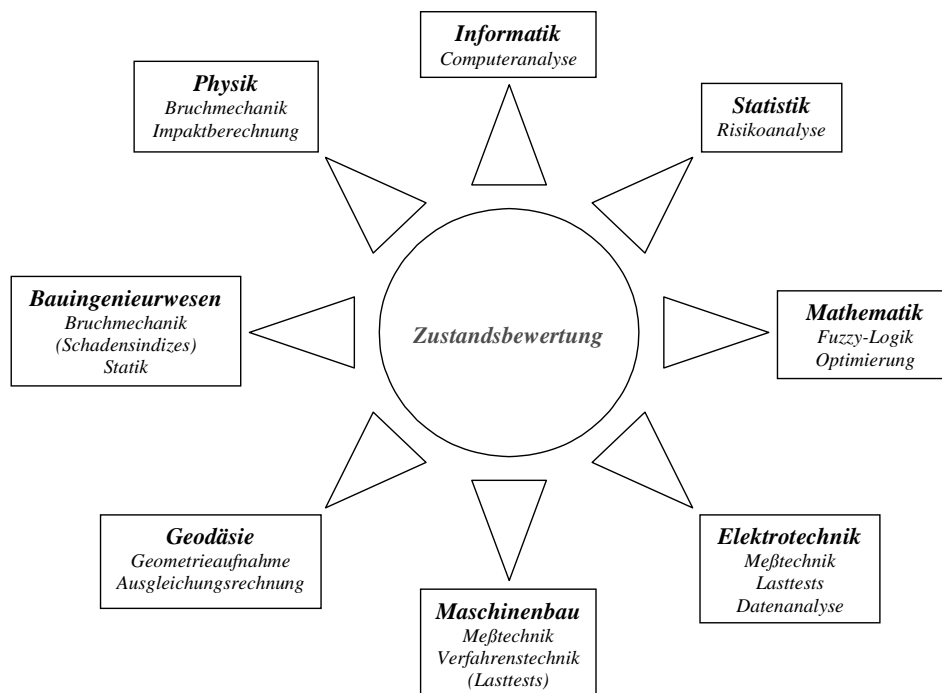 Informatik
Computeranalyse
Physik
Bruchmechanik
Impaktberechnung
Statistik
Risikoanalyse
Bauingenieurwesen
Bruchmechanik
(Schadensindizes)
Statik
Zustandsbewertung
Mathematik
Fuzzy-Logik
Optimierung
Geodäsie
Geometrieaufnahme
Ausgleichungsrechnung
Maschinenbau
Meßtechnik
Verfahrenstechnik
(Lasttests)
Elektrotechnik
Meßtechnik
Lasttests
Datenanalyse